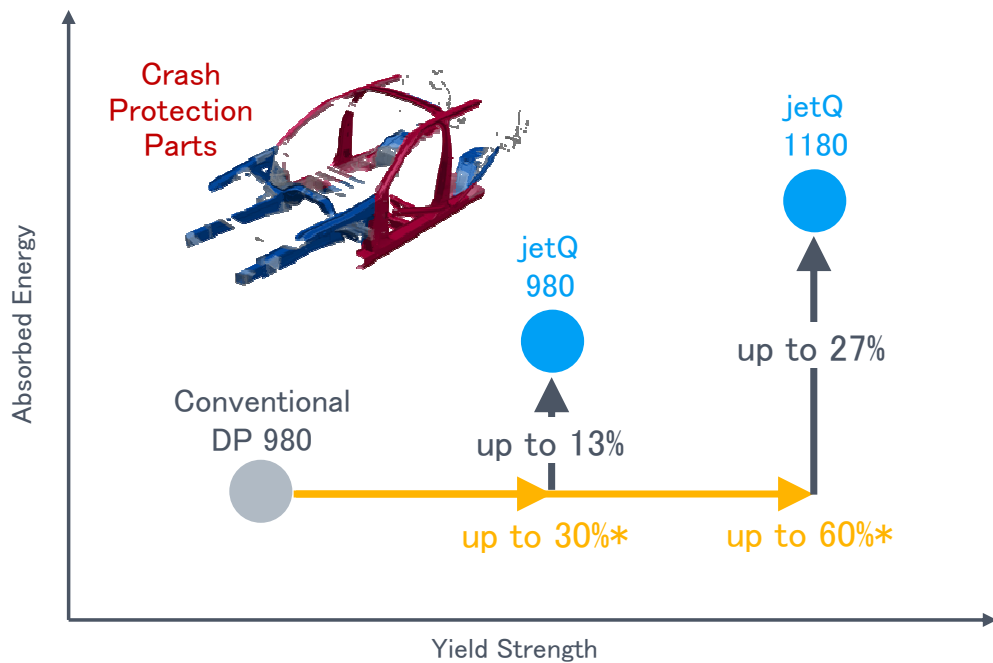 Crash
Protection
Parts
jetQ
1180
jetQ
980
up to 27%
Conventional
DP 980
up to 13%
up to 30%*
up to 60%*
Absorbed Energy
Yield Strength